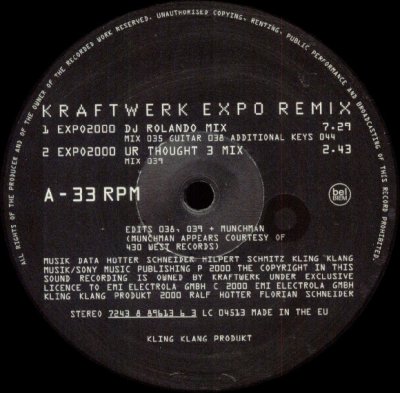 ALL RIGHTS OF THE PRODUCER AND OF THE OWNER OF THE RECORDED WORK RESERVED. UNAUTHORISED COPYING, RENTING, PUBLIC PERFORMANCE AND BROADCASTING OF THIS RECORD PROHIBITED.
KRAFTWERK EXPO REMIX
1 EXPO2000 DJ ROLANDO MIX 7·29
MIX 035 GUITAR 038 ADDITIONAL KEYS 044
2 EXPO2000 UR THOUGHT 3 MIX 2·43
MIX 039
A-33 RPM
bel
BIEM
EDITS 038, 039 + MUNCHMAN
(MUNCHMAN APPEARS COURTESY OF
430 WEST RECORDS)
MUSIK DATA HUTTER SCHNEIDER HILPERT SCHMITZ KLING KLANG
MUSIK/SONY MUSIC PUBLISHING P 2000 THE COPYRIGHT IN THIS
SOUND RECORDING IS OWNED BY KRAFTWERK UNDER EXCLUSIVE
LICENCE TO EMI ELECTROLA GMBH C 2000 EMI ELECTROLA GMBH
KLING KLANG PRODUKT 2000 RALF HUTTER FLORIAN SCHNEIDER
STEREO 7243 8 89613 6 3 LC 04513 MADE IN THE EU
KLING KLANG PRODUKT